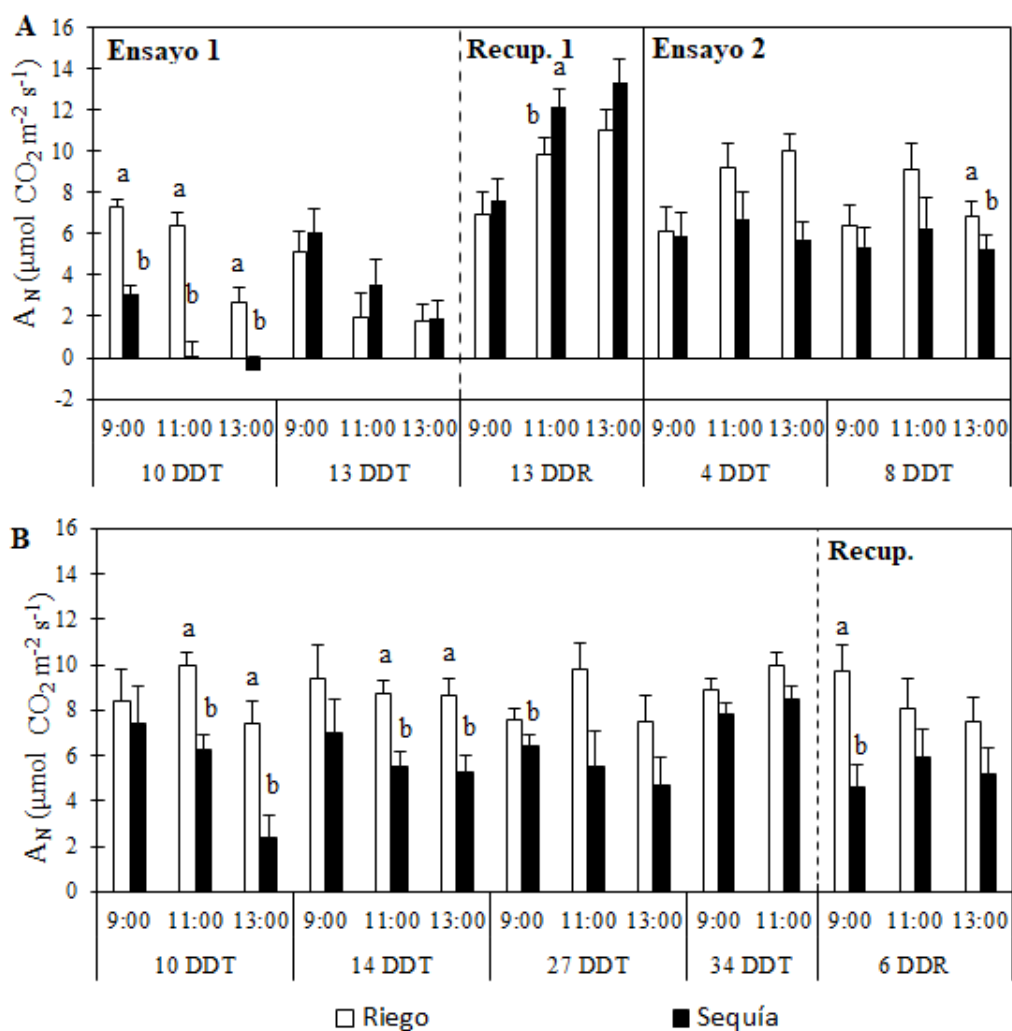 A
Ensayo 1
Recup. 1
Ensayo 2
A N (µmol CO2 m-2 s-1)
16
14
12
10
8
6
4
2
0
-2
a
b
a
b
a
b
b
a
a
b
9:00 11:00 13:00 9:00 11:00 13:00 9:00 11:00 13:00 9:00 11:00 13:00 9:00 11:00 13:00
10 DDT 13 DDT 13 DDR 4 DDT 8 DDT
B
Recup.
A N (µmol CO2 m-2 s-1)
16
14
12
10
8
6
4
2
0
a
b
a
b
a
b
a
b
b
a
b
9:00 11:00 13:00 9:00 11:00 13:00 9:00 11:00 13:00 9:00 11:00 9:00 11:00 13:00
10 DDT 14 DDT 27 DDT 34 DDT 6 DDR
Riego Sequía